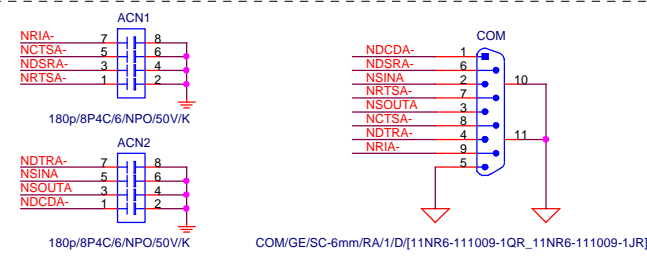 ACN1
NRIA- 7 8
NCTSA- 5 6
NDSRA- 3 4
NRTSA- 1 2
180p/8P4C/6/NPO/50V/K
ACN2
NDTRA- 7 8
NSINA 5 6
NSOUTA 3 4
NDCDA- 1 2
180p/8P4C/6/NPO/50V/K
COM
NDCDA- 1
NDSRA- 6
NSINA 2 10
NRTSA- 7
NSOUTA 3
NCTSA- 8
NDTRA- 4 11
NRIA- 9
5
COM/GE/SC-6mm/RA/1/D/[11NR6-111009-1QR_11NR6-111009-1JR]